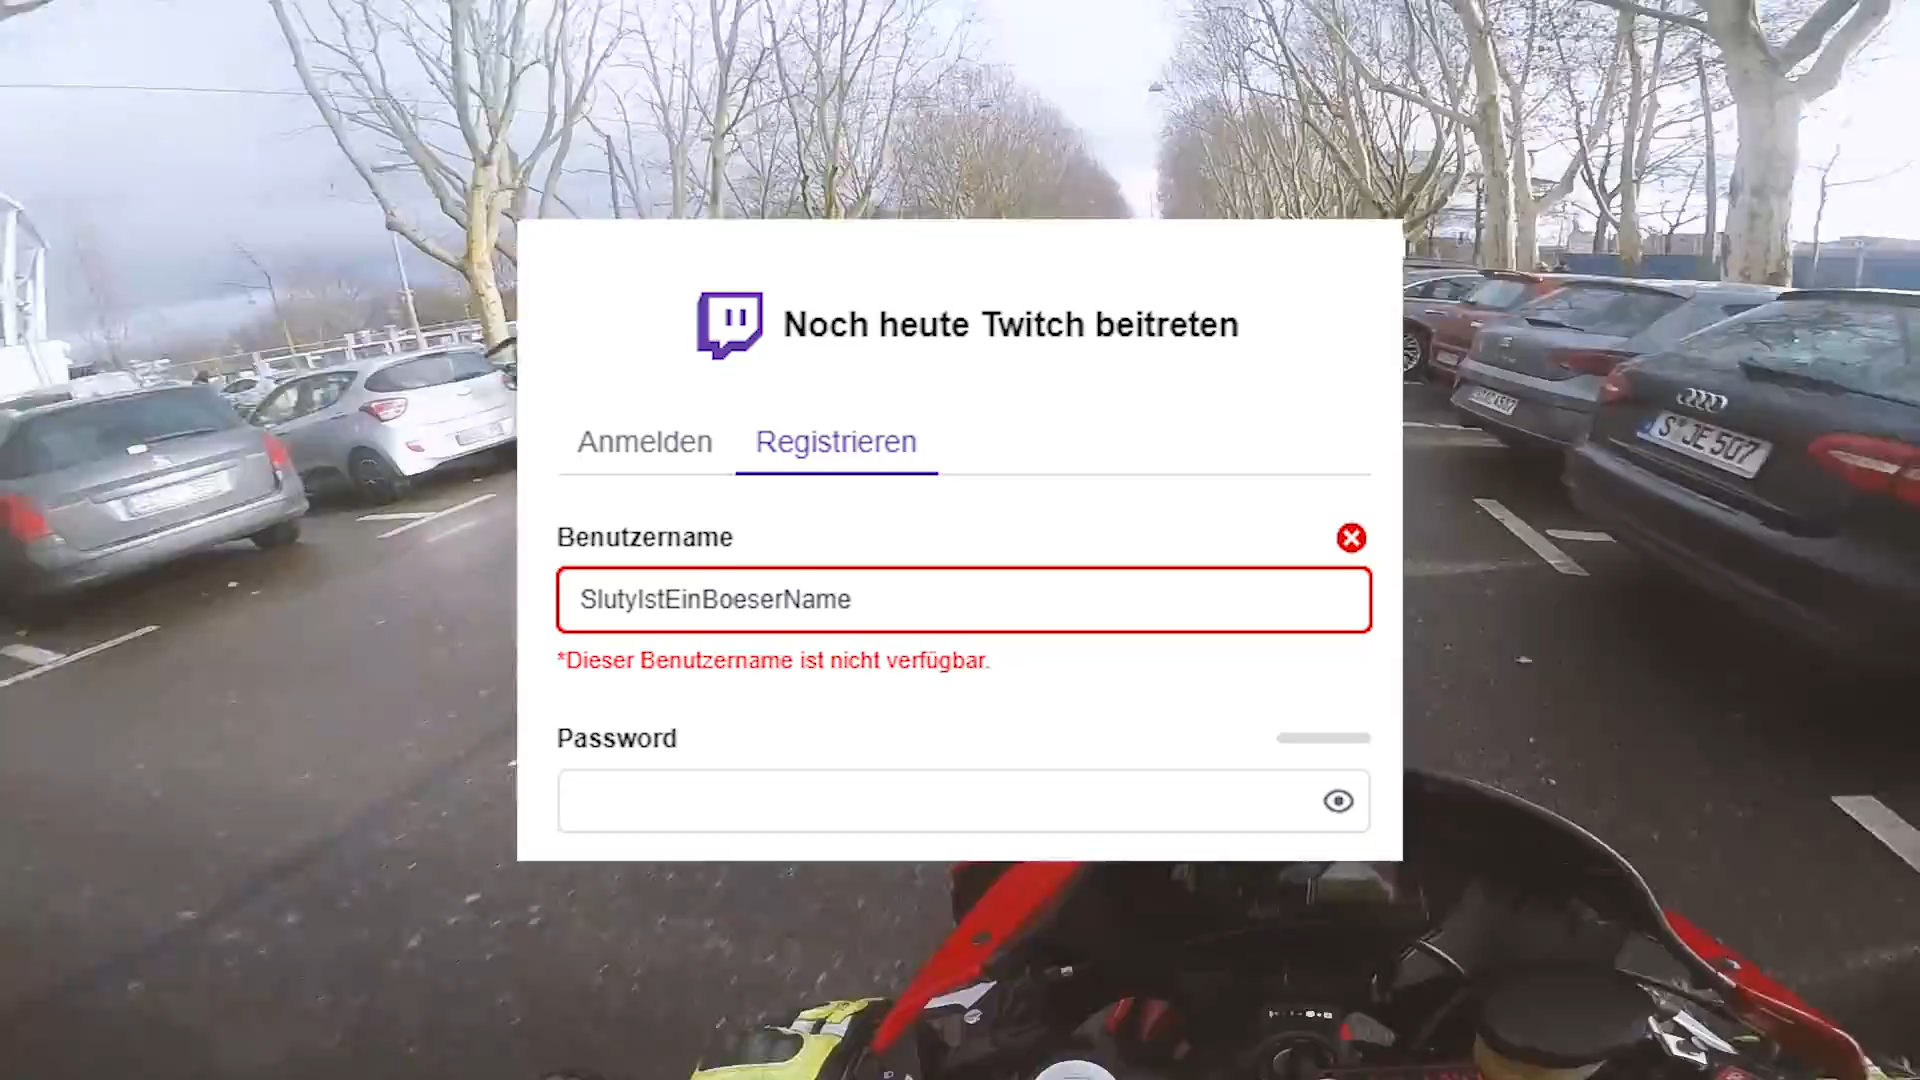 Noch heute Twitch beitreten
Anmelden Registrieren
Benutzername
SlutyIstEinBoeserName
*Dieser Benutzername ist nicht verfügbar.
Password
S JE 507